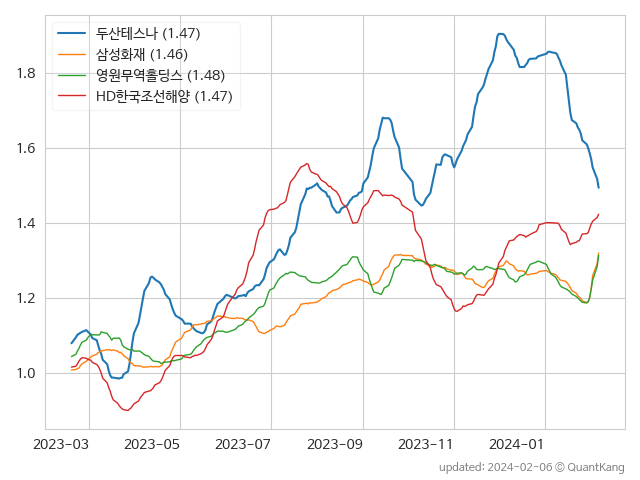 두산테스나 (1.47)
삼성화재 (1.46)
영원무역홀딩스 (1.48)
HD한국조선해양 (1.47)
1.8
1.6
1.4
1.2
1.0
2023-03 2023-05 2023-07 2023-09 2023-11 2024-01
updated: 2024-02-06 © QuantKang